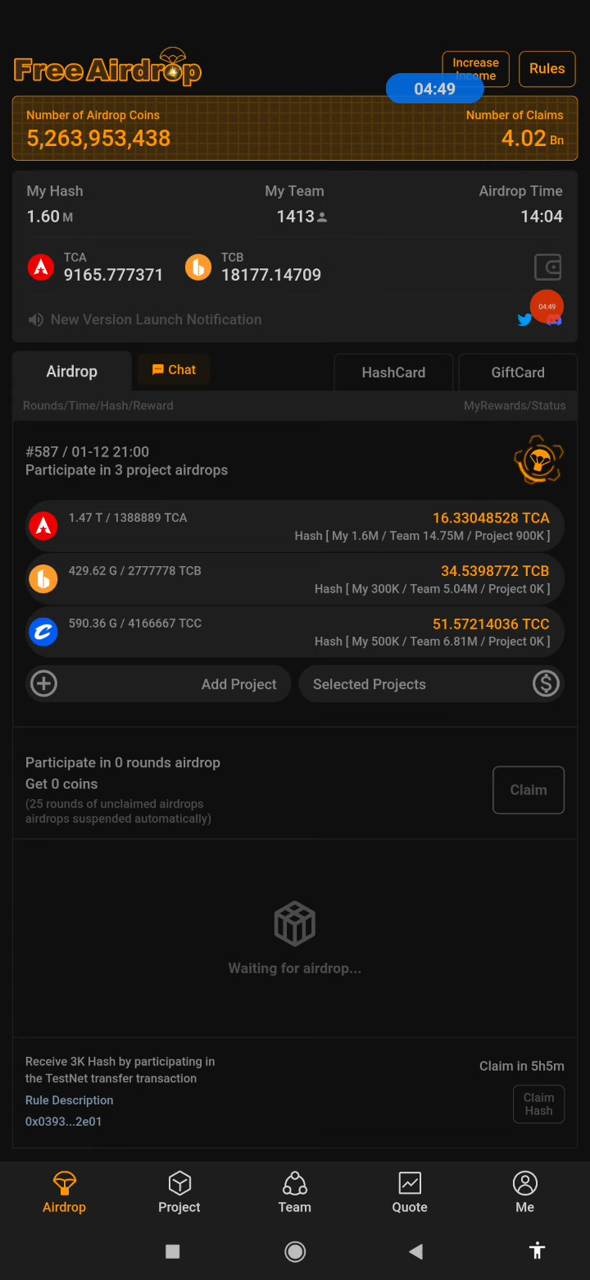 Free Airdrop
Increase Income
Rules
04:49
Number of Airdrop Coins
Number of Claims
5,263,953,438
4.02 Bn
My Hash
My Team
Airdrop Time
1.60 M
1413
14:04
TCA
9165.777371
TCB
18177.14709
04:49
New Version Launch Notification
Airdrop
Chat
HashCard
GiftCard
Rounds/Time/Hash/Reward
MyRewards/Status
#587 / 01-12 21:00
Participate in 3 project airdrops
1.47 T / 1388889 TCA
16.33048528 TCA
Hash [ My 1.6M / Team 14.75M / Project 900K ]
429.62 G / 2777778 TCB
34.5398772 TCB
Hash [ My 300K / Team 5.04M / Project 0K ]
590.36 G / 4166667 TCC
51.57214036 TCC
Hash [ My 500K / Team 6.81M / Project 0K ]
Add Project
Selected Projects
Participate in 0 rounds airdrop
Get 0 coins
(25 rounds of unclaimed airdrops
airdrops suspended automatically)
Claim
Waiting for airdrop...
Receive 3K Hash by participating in
the TestNet transfer transaction
Claim in 5h5m
Rule Description
0x0393...2e01
Claim
Hash
Airdrop
Project
Team
Quote
Me